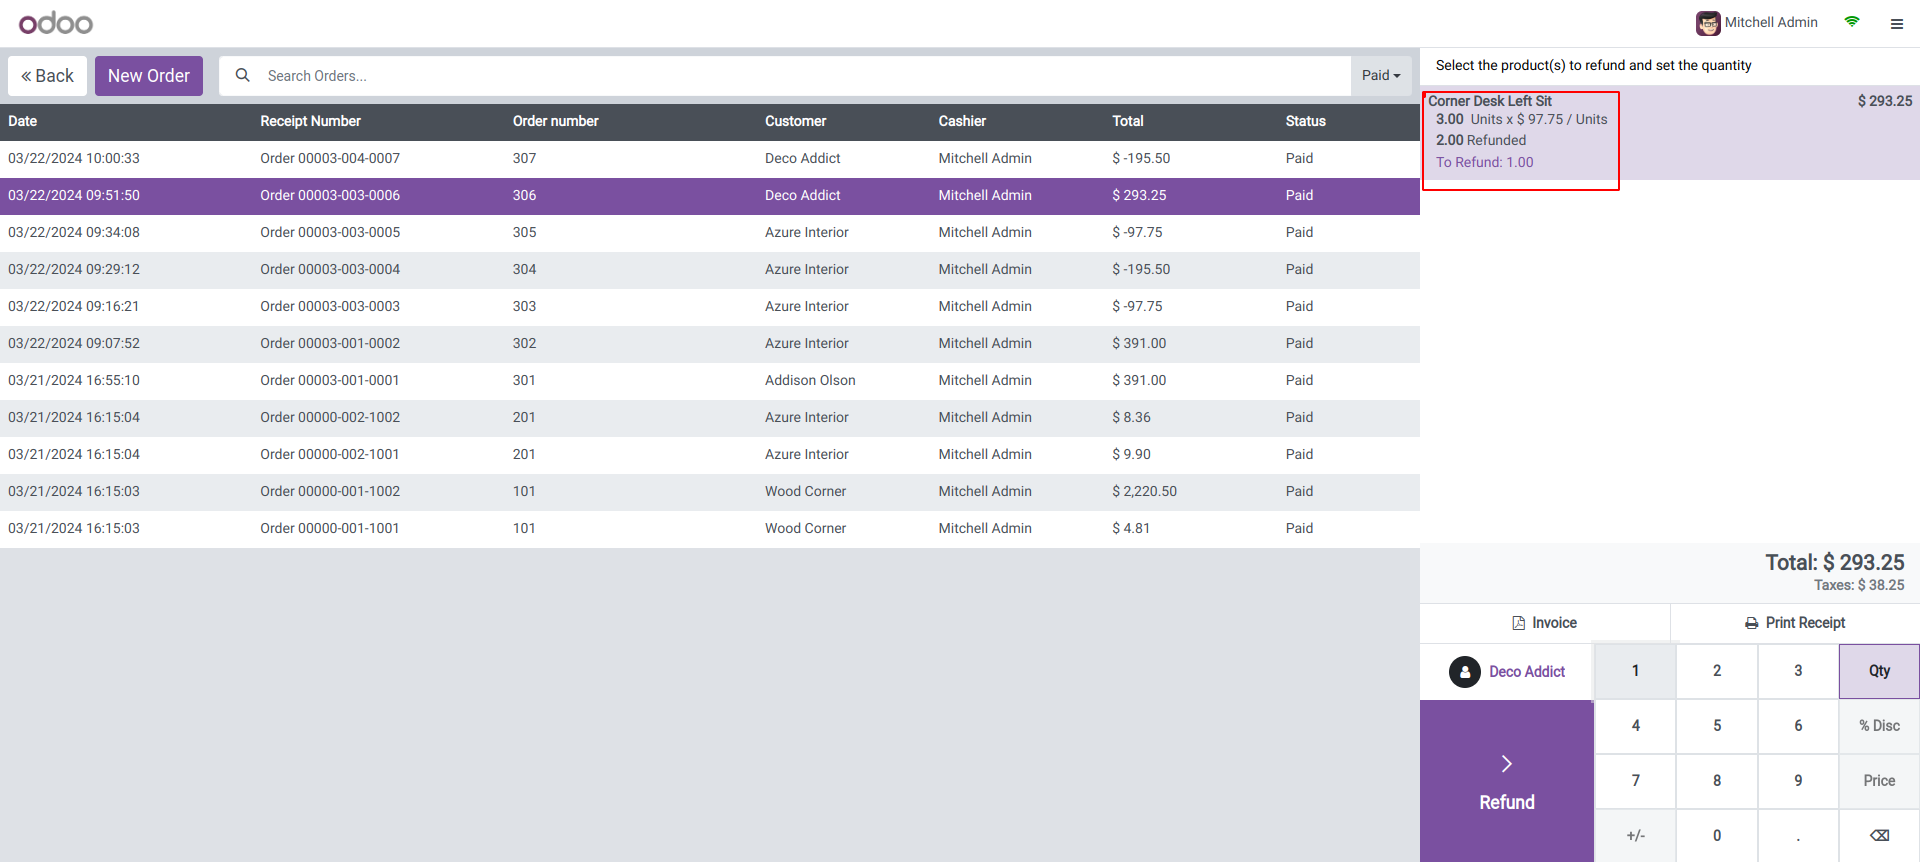 odoo
Mitchell Admin
Back
New Order
Search Orders...
Paid
Select the product(s) to refund and set the quantity
Date Receipt Number Order number Customer Cashier Total Status
03/22/2024 10:00:33 Order 00003-004-0007 307 Deco Addict Mitchell Admin $ -195.50 Paid
03/22/2024 09:51:50 Order 00003-003-0006 306 Deco Addict Mitchell Admin $ 293.25 Paid
03/22/2024 09:34:08 Order 00003-003-0005 305 Azure Interior Mitchell Admin $ -97.75 Paid
03/22/2024 09:29:12 Order 00003-003-0004 304 Azure Interior Mitchell Admin $ -195.50 Paid
03/22/2024 09:16:21 Order 00003-003-0003 303 Azure Interior Mitchell Admin $ -97.75 Paid
03/22/2024 09:07:52 Order 00003-001-0002 302 Azure Interior Mitchell Admin $ 391.00 Paid
03/21/2024 16:55:10 Order 00003-001-0001 301 Addison Olson Mitchell Admin $ 391.00 Paid
03/21/2024 16:15:04 Order 00000-002-1002 201 Azure Interior Mitchell Admin $ 8.36 Paid
03/21/2024 16:15:04 Order 00000-002-1001 201 Azure Interior Mitchell Admin $ 9.90 Paid
03/21/2024 16:15:03 Order 00000-001-1002 101 Wood Corner Mitchell Admin $ 2,220.50 Paid
03/21/2024 16:15:03 Order 00000-001-1001 101 Wood Corner Mitchell Admin $ 4.81 Paid
Corner Desk Left Sit $ 293.25
3.00 Units x $ 97.75 / Units
2.00 Refunded
To Refund: 1.00
Total: $ 293.25
Taxes: $ 38.25
Invoice Print Receipt
Deco Addict
Refund
1 2 3 Qty
4 5 6 % Disc
7 8 9 Price
+/- 0 .